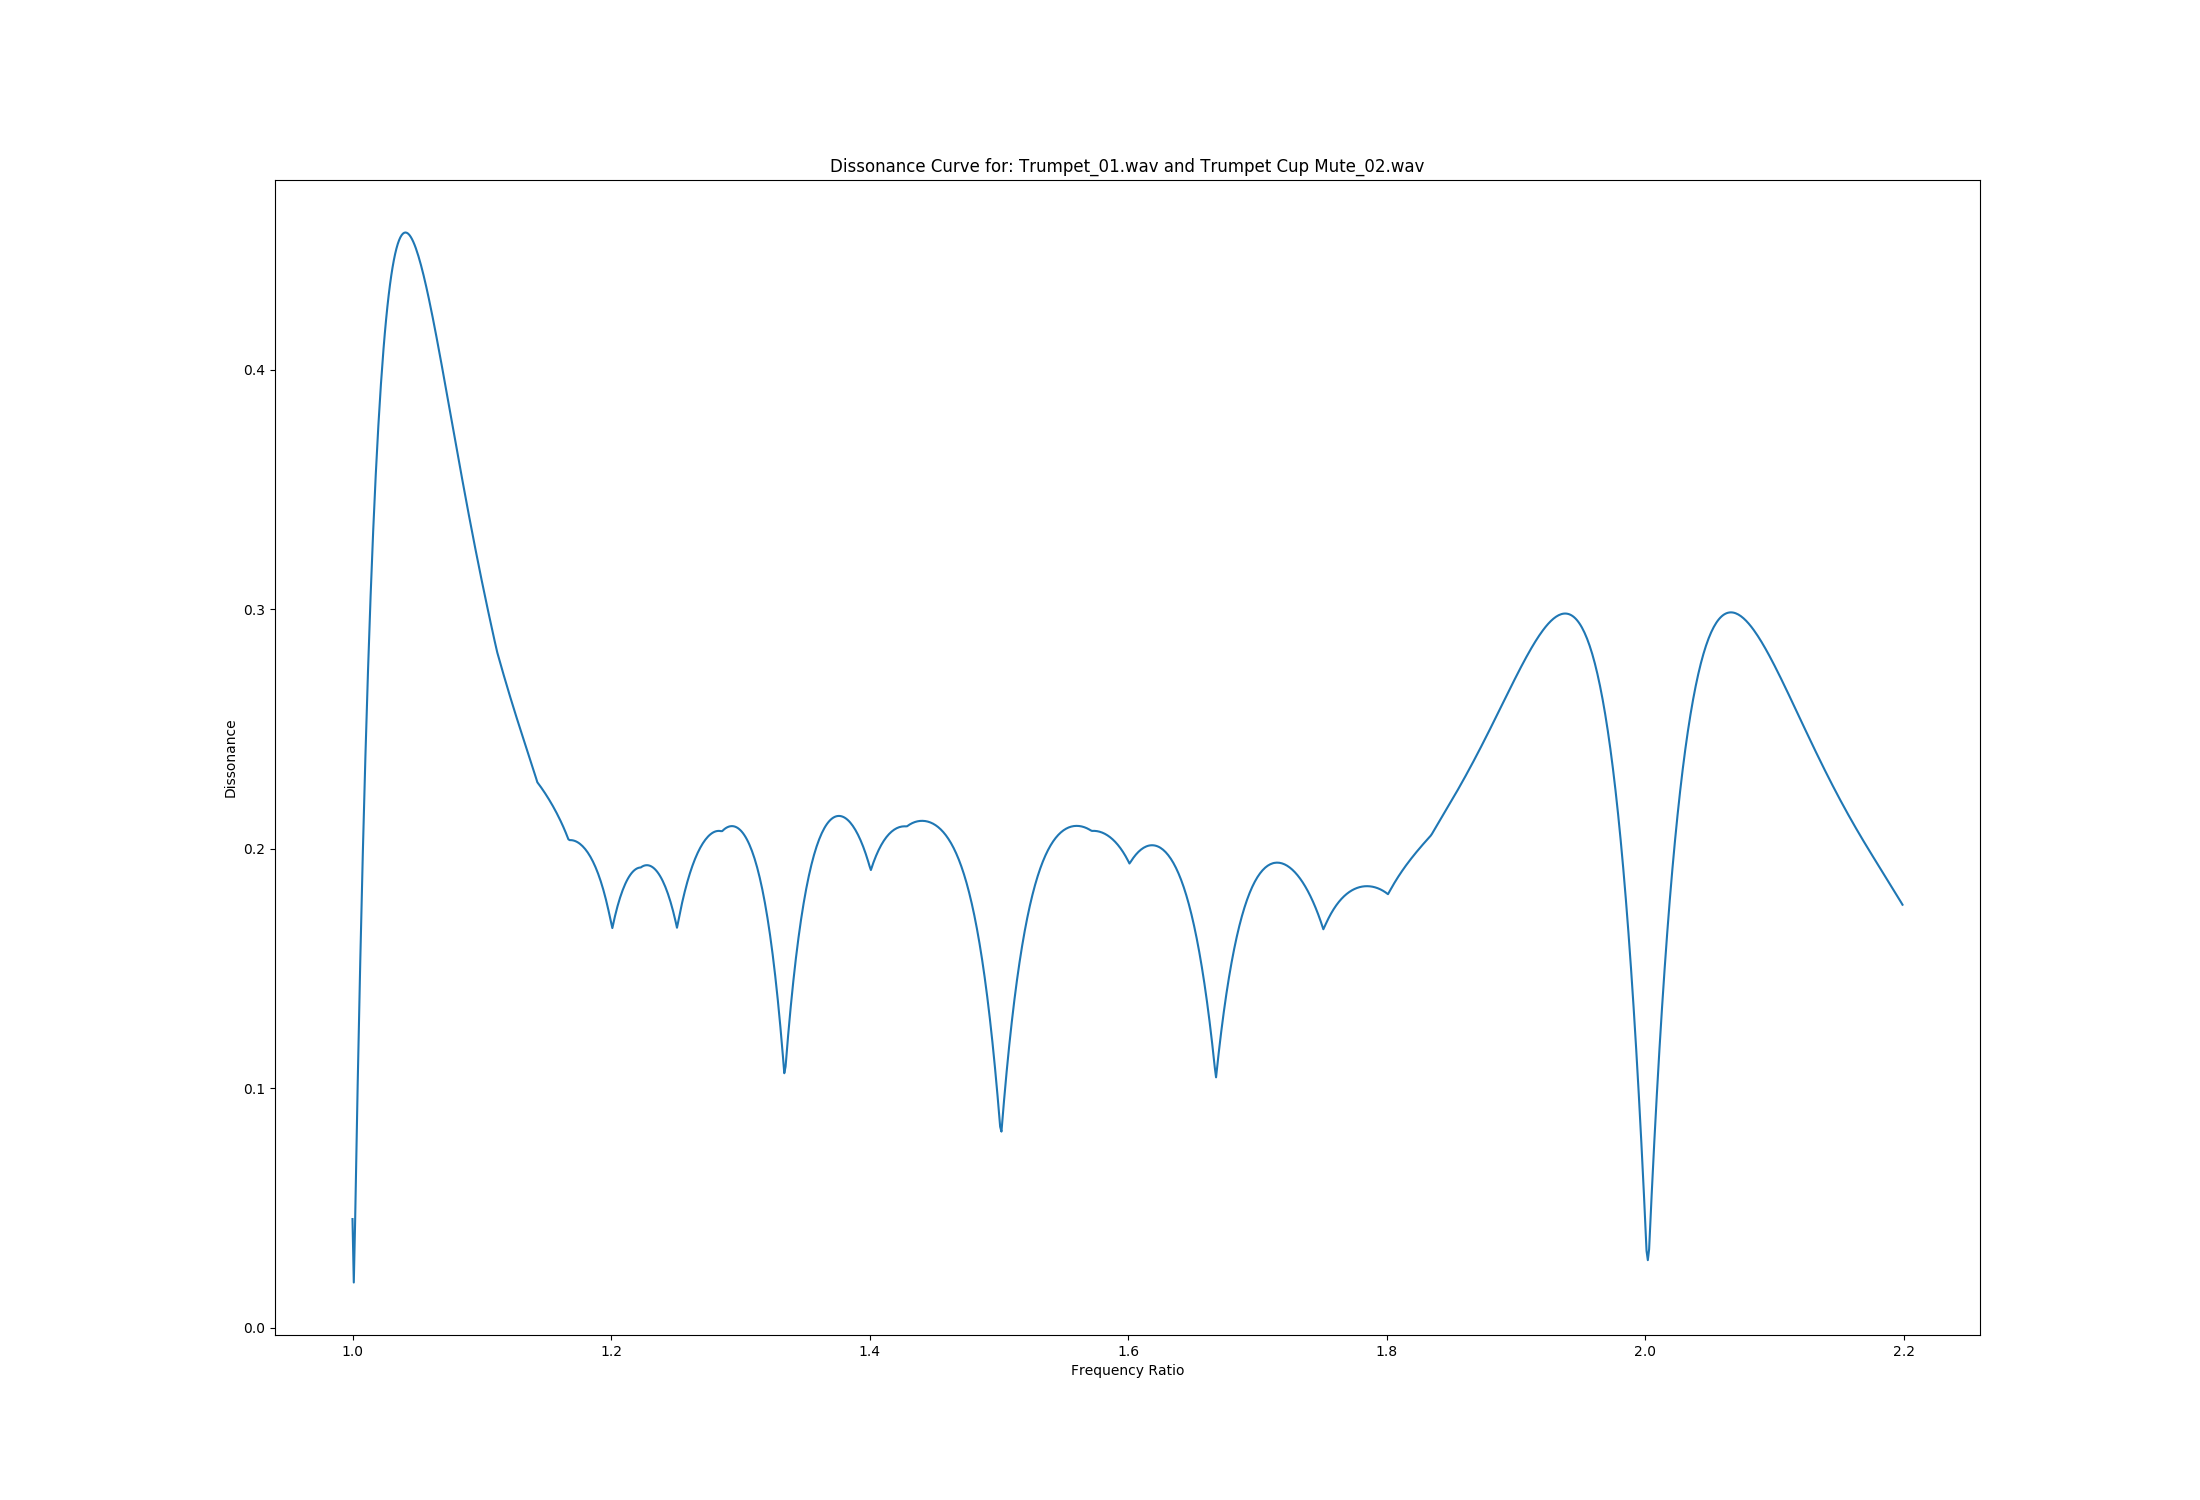 Dissonance Curve for: Trumpet_01.wav and Trumpet Cup Mute_02.wav
Dissonance
0.4
0.3
0.2
0.1
0.0
1.0 1.2 1.4 1.6 1.8 2.0 2.2
Frequency Ratio